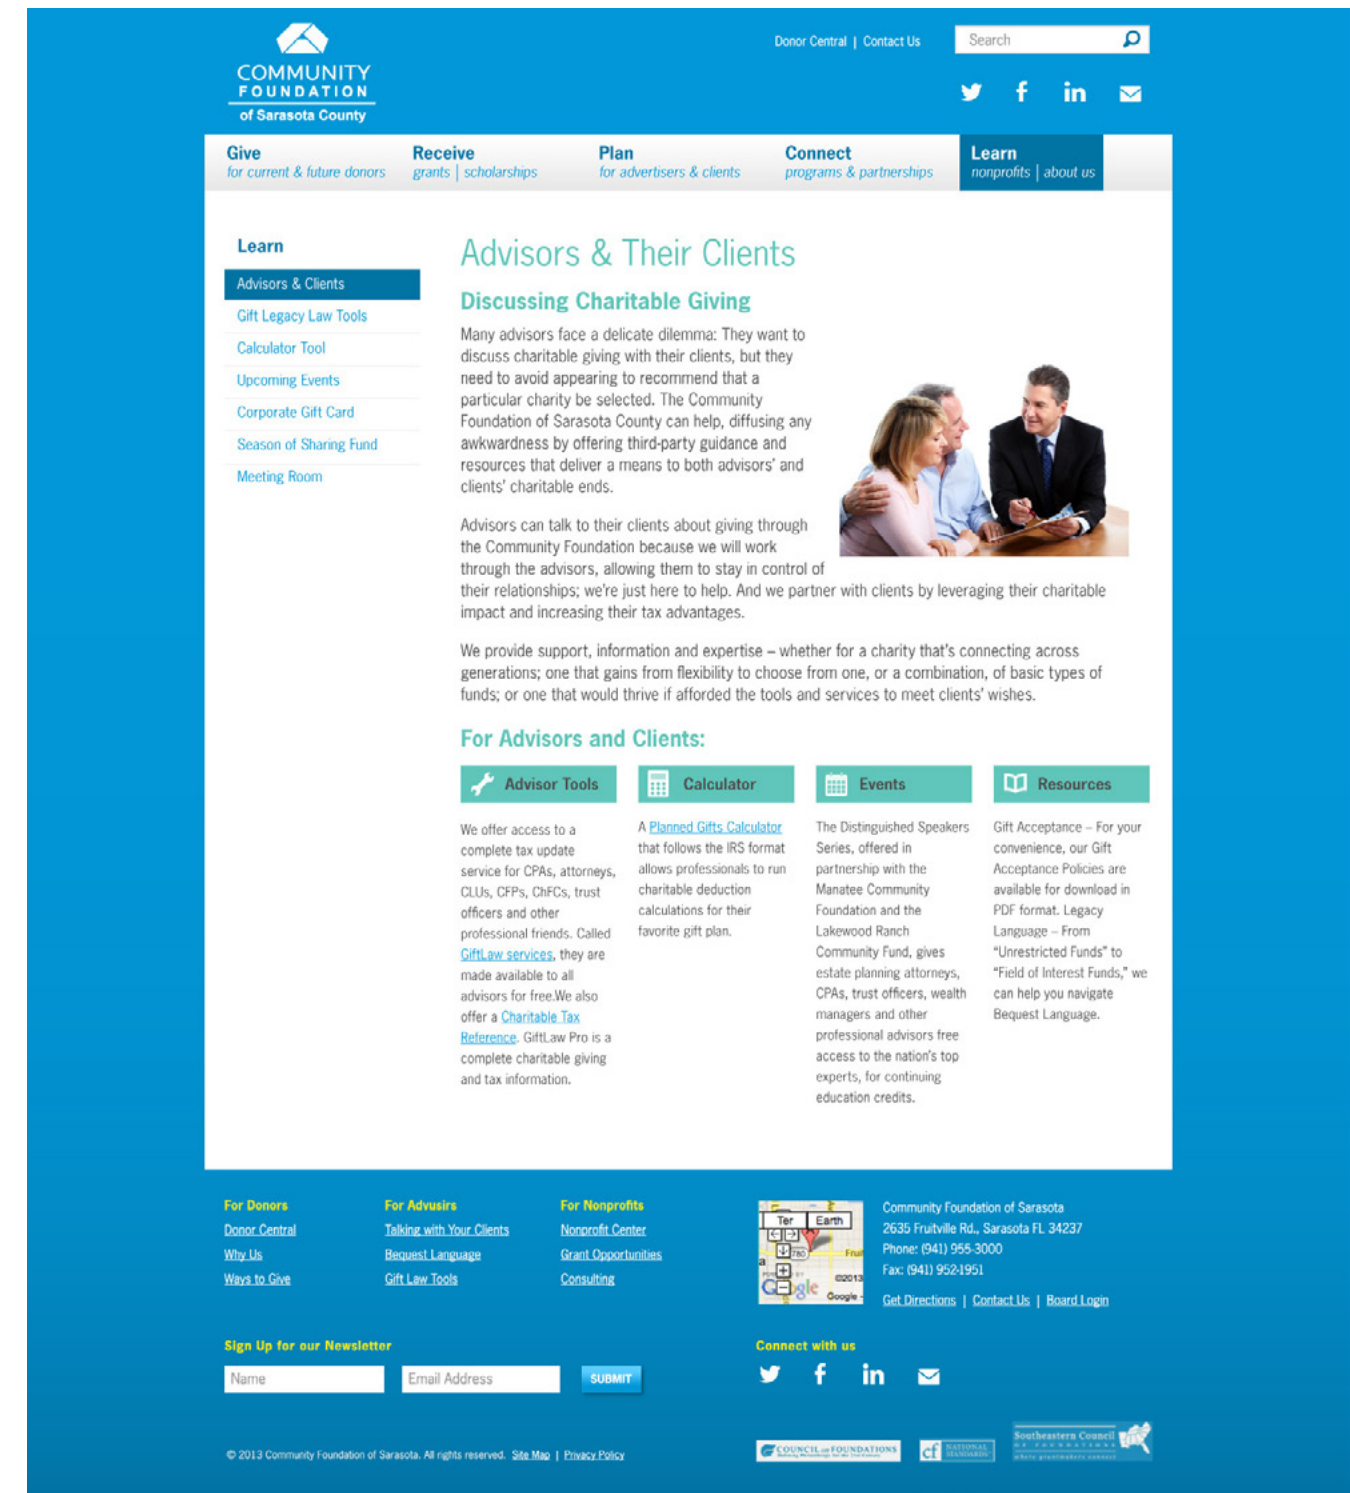 COMMUNITY
FOUNDATION
of Sarasota County
Donor Central | Contact Us
Search
Give
for current & future donors
Receive
grants | scholarships
Plan
for advertisers & clients
Connect
programs & partnerships
Learn
nonprofits | about us
Learn
Advisors & Clients
Gift Legacy Law Tools
Calculator Tool
Upcoming Events
Corporate Gift Card
Season of Sharing Fund
Meeting Room
Advisors & Their Clients
Discussing Charitable Giving
Many advisors face a delicate dilemma: They want to
discuss charitable giving with their clients, but they
need to avoid appearing to recommend that a
particular charity be selected. The Community
Foundation of Sarasota County can help, diffusing any
awkwardness by offering third-party guidance and
resources that deliver a means to both advisors' and
clients' charitable ends.
Advisors can talk to their clients about giving through
the Community Foundation because we will work
through the advisors, allowing them to stay in control of
their relationships; we're just here to help. And we partner with clients by leveraging their charitable
impact and increasing their tax advantages.
We provide support, information and expertise – whether for a charity that's connecting across
generations; one that gains from flexibility to choose from one, or a combination, of basic types of
funds; or one that would thrive if afforded the tools and services to meet clients' wishes.
For Advisors and Clients:
Advisor Tools
We offer access to a
complete tax update
service for CPAs, attorneys,
CLUs, CFPs, ChFCs, trust
officers and other
professional friends. Called
GiftLaw services, they are
made available to all
advisors for free.We also
offer a Charitable Tax
Reference. GiftLaw Pro is a
complete charitable giving
and tax information.
Calculator
A Planned Gifts Calculator
that follows the IRS format
allows professionals to run
charitable deduction
calculations for their
favorite gift plan.
Events
The Distinguished Speakers
Series, offered in
partnership with the
Manatee Community
Foundation and the
Lakewood Ranch
Community Fund, gives
estate planning attorneys,
CPAs, trust officers, wealth
managers and other
professional advisors free
access to the nation's top
experts, for continuing
education credits.
Resources
Gift Acceptance – For your
convenience, our Gift
Acceptance Policies are
available for download in
PDF format. Legacy
Language – From
"Unrestricted Funds" to
"Field of Interest Funds," we
can help you navigate
Bequest Language.
For Donors
Donor Central
Why Us
Ways to Give
For Advusirs
Talking with Your Clients
Bequest Language
Gift Law Tools
For Nonprofits
Nonprofit Center
Grant Opportunities
Consulting
Ter Earth
780
Fruit
©2013
Google
Google -
Community Foundation of Sarasota
2635 Fruitville Rd., Sarasota FL 34237
Phone: (941) 955-3000
Fax: (941) 952-1951
Get Directions | Contact Us | Board Login
Sign Up for our Newsletter
Name
Email Address
SUBMIT
Connect with us
© 2013 Community Foundation of Sarasota. All rights reserved. Site Map | Privacy Policy
COUNCIL on FOUNDATIONS
cf NATIONAL
STANDARDS
Southeastern Council
OF FOUNDATIONS
where grantmakers connect